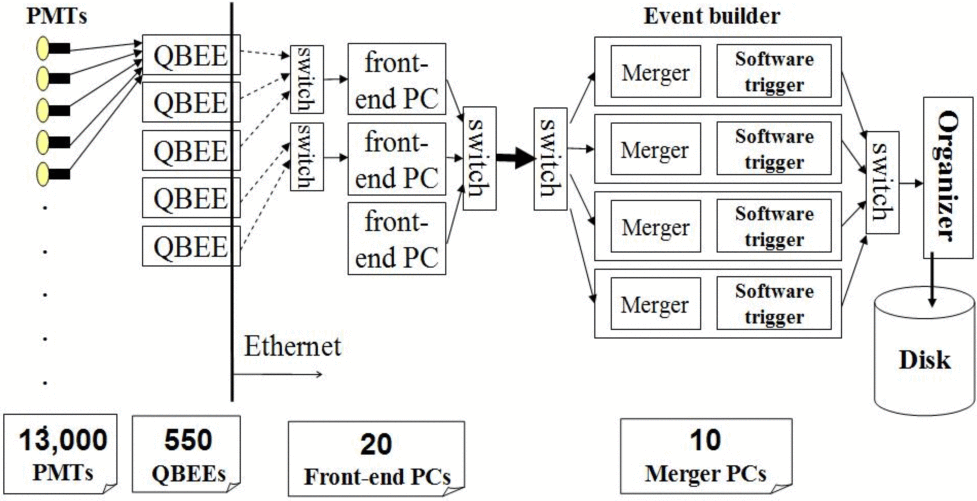 PMTs
Event builder
QBEE
QBEE
QBEE
QBEE
QBEE
switch
switch
front-
end PC
front-
end PC
front-
end PC
switch
switch
Merger
Software
trigger
Merger
Software
trigger
Merger
Software
trigger
Merger
Software
trigger
switch
Organizer
Disk
Ethernet
13,000
PMTs
550
QBEEs
20
Front-end PCs
10
Merger PCs